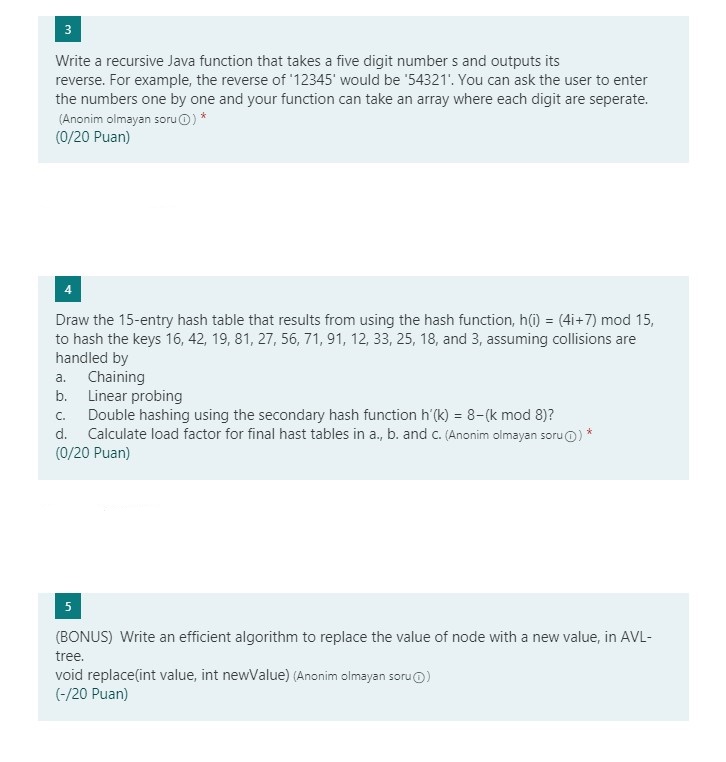 3
Write a recursive Java function that takes a five digit number s and outputs its
reverse. For example, the reverse of '12345' would be '54321'. You can ask the user to enter
the numbers one by one and your function can take an array where each digit are seperate.
(Anonim olmayan soru ⓘ) *
(0/20 Puan)
4
Draw the 15-entry hash table that results from using the hash function, h(i) = (4i+7) mod 15,
to hash the keys 16, 42, 19, 81, 27, 56, 71, 91, 12, 33, 25, 18, and 3, assuming collisions are
handled by
a. Chaining
b. Linear probing
c. Double hashing using the secondary hash function h'(k) = 8−(k mod 8)?
d. Calculate load factor for final hast tables in a., b. and c. (Anonim olmayan soru ⓘ) *
(0/20 Puan)
5
(BONUS) Write an efficient algorithm to replace the value of node with a new value, in AVL-
tree.
void replace(int value, int newValue) (Anonim olmayan soru ⓘ)
(-/20 Puan)